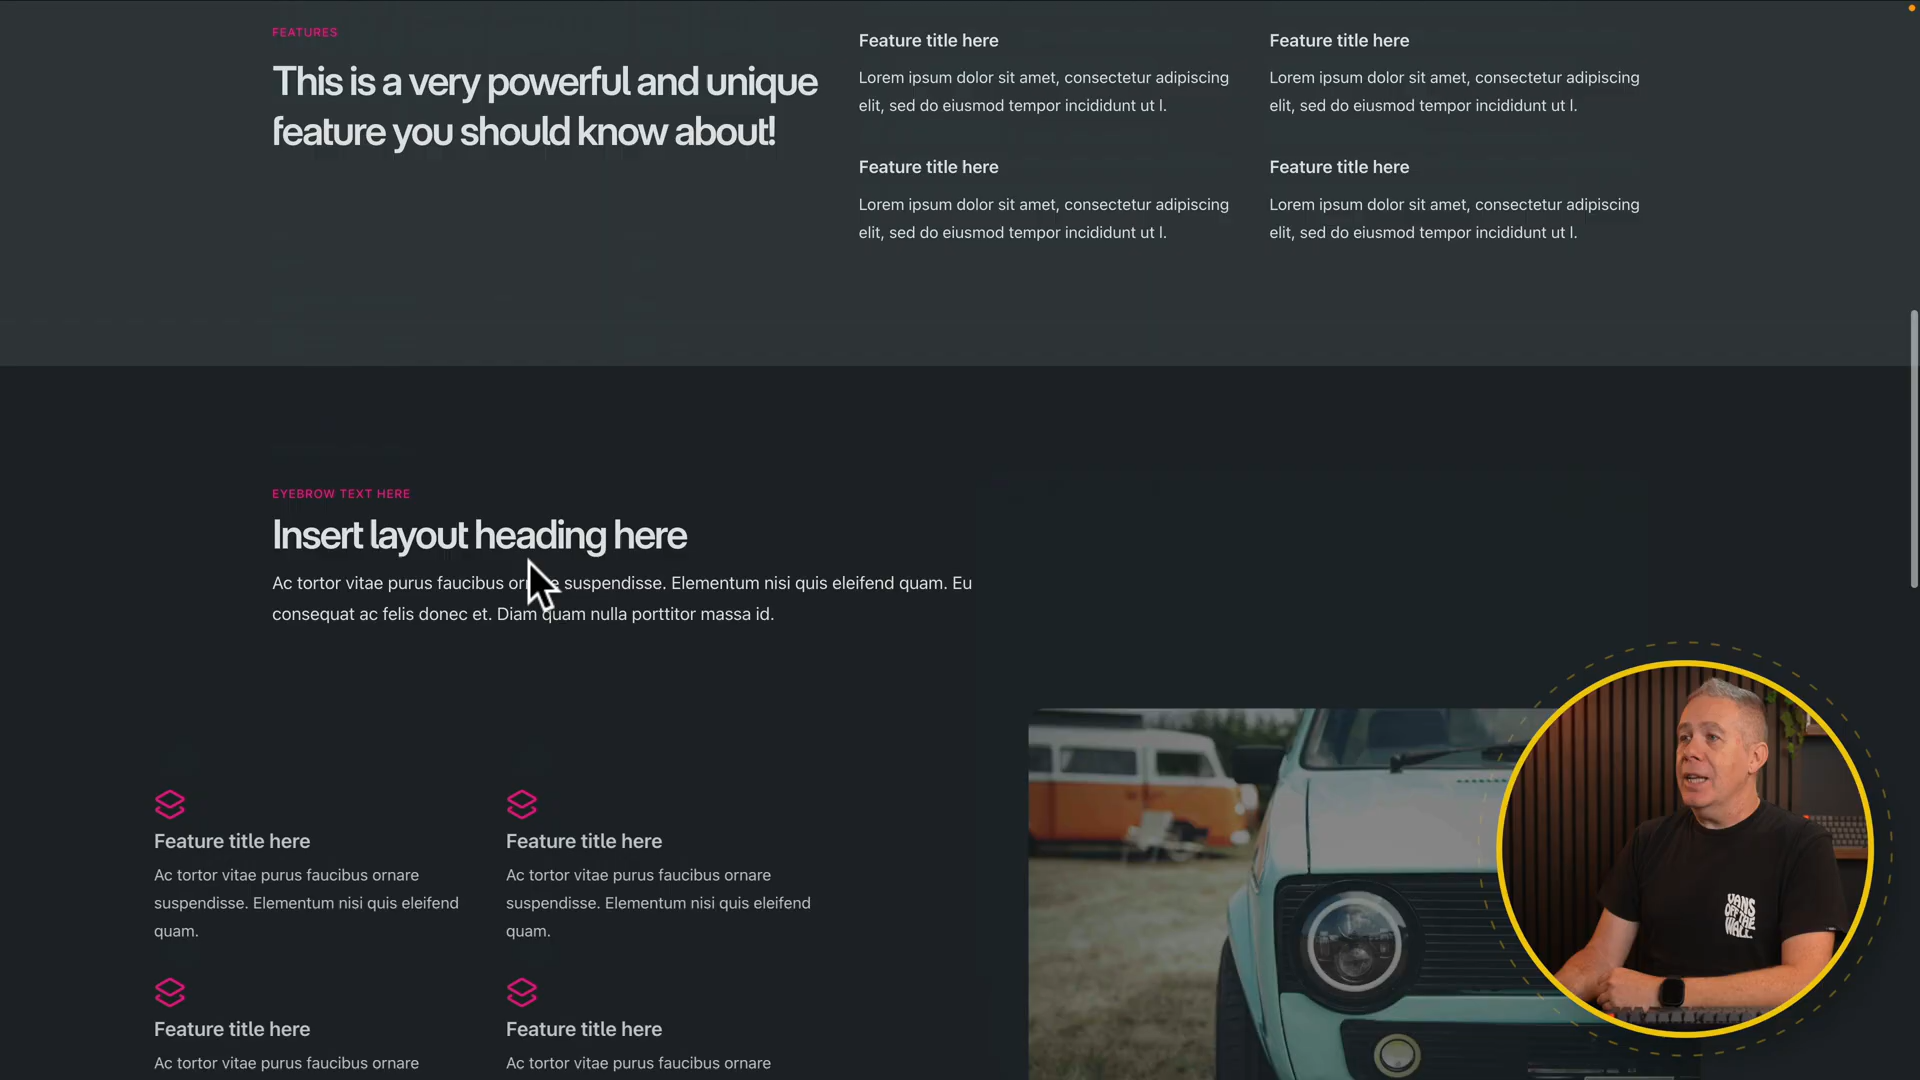 FEATURES
This is a very powerful and unique
feature you should know about!
Feature title here
Lorem ipsum dolor sit amet, consectetur adipiscing
elit, sed do eiusmod tempor incididunt ut l.
Feature title here
Lorem ipsum dolor sit amet, consectetur adipiscing
elit, sed do eiusmod tempor incididunt ut l.
Feature title here
Lorem ipsum dolor sit amet, consectetur adipiscing
elit, sed do eiusmod tempor incididunt ut l.
Feature title here
Lorem ipsum dolor sit amet, consectetur adipiscing
elit, sed do eiusmod tempor incididunt ut l.
EYEBROW TEXT HERE
Insert layout heading here
Ac tortor vitae purus faucibus ornare suspendisse. Elementum nisi quis eleifend quam. Eu
consequat ac felis donec et. Diam quam nulla porttitor massa id.
Feature title here
Ac tortor vitae purus faucibus ornare
suspendisse. Elementum nisi quis eleifend
quam.
Feature title here
Ac tortor vitae purus faucibus ornare
suspendisse. Elementum nisi quis eleifend
quam.
Feature title here
Ac tortor vitae purus faucibus ornare
Feature title here
Ac tortor vitae purus faucibus ornare
VANS
OFF THE
WALL